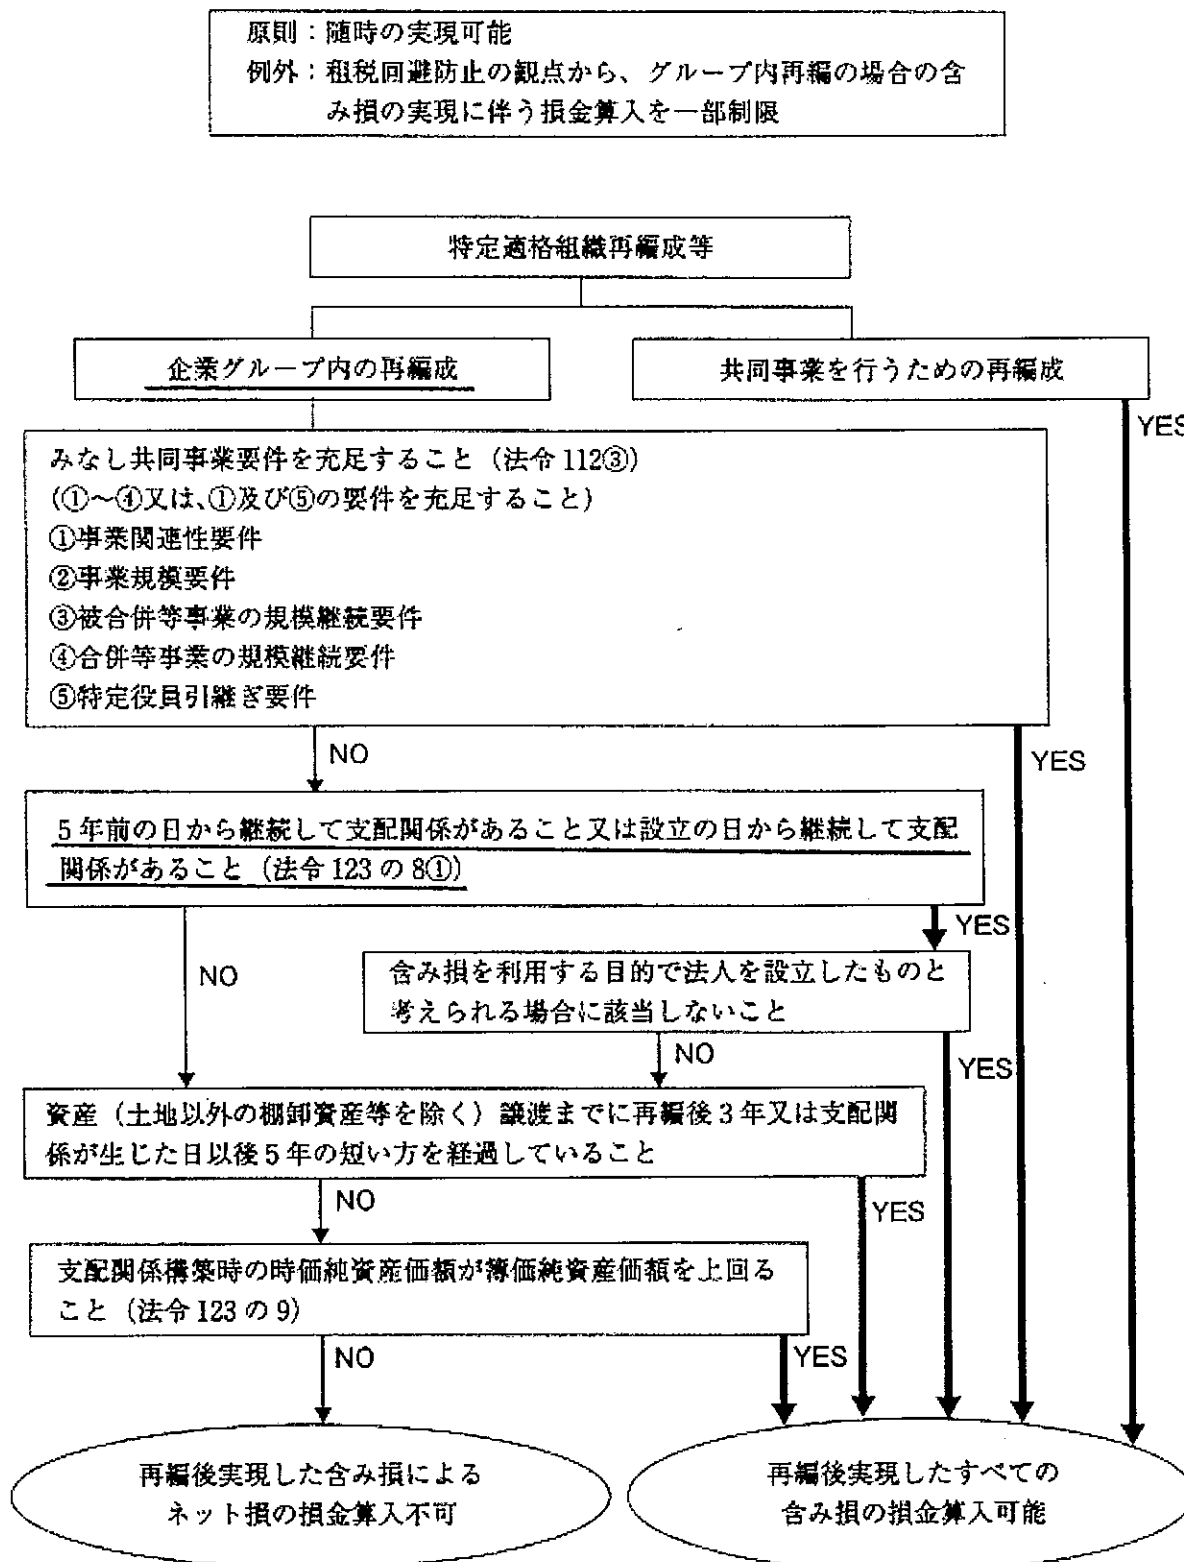 原則：随時の実現可能
例外：租税回避防止の観点から、グループ内再編の場合の含
み損の実現に伴う損金算入を一部制限
特定適格組織再編成等
企業グループ内の再編成
共同事業を行うための再編成
YES
みなし共同事業要件を充足すること（法令112③）
（①～④又は、①及び⑤の要件を充足すること）
①事業関連性要件
②事業規模要件
③被合併等事業の規模継続要件
④合併等事業の規模継続要件
⑤特定役員引継ぎ要件
NO
YES
5年前の日から継続して支配関係があること又は設立の日から継続して支配
関係があること（法令123の8①）
YES
NO
含み損を利用する目的で法人を設立したものと
考えられる場合に該当しないこと
NO
YES
資産（土地以外の棚卸資産等を除く）譲渡までに再編後3年又は支配関
係が生じた日以後5年の短い方を経過していること
NO
YES
支配関係構築時の時価純資産価額が簿価純資産価額を上回る
こと（法令123の9）
NO
YES
再編後実現した含み損による
ネット損の損金算入不可
再編後実現したすべての
含み損の損金算入可能